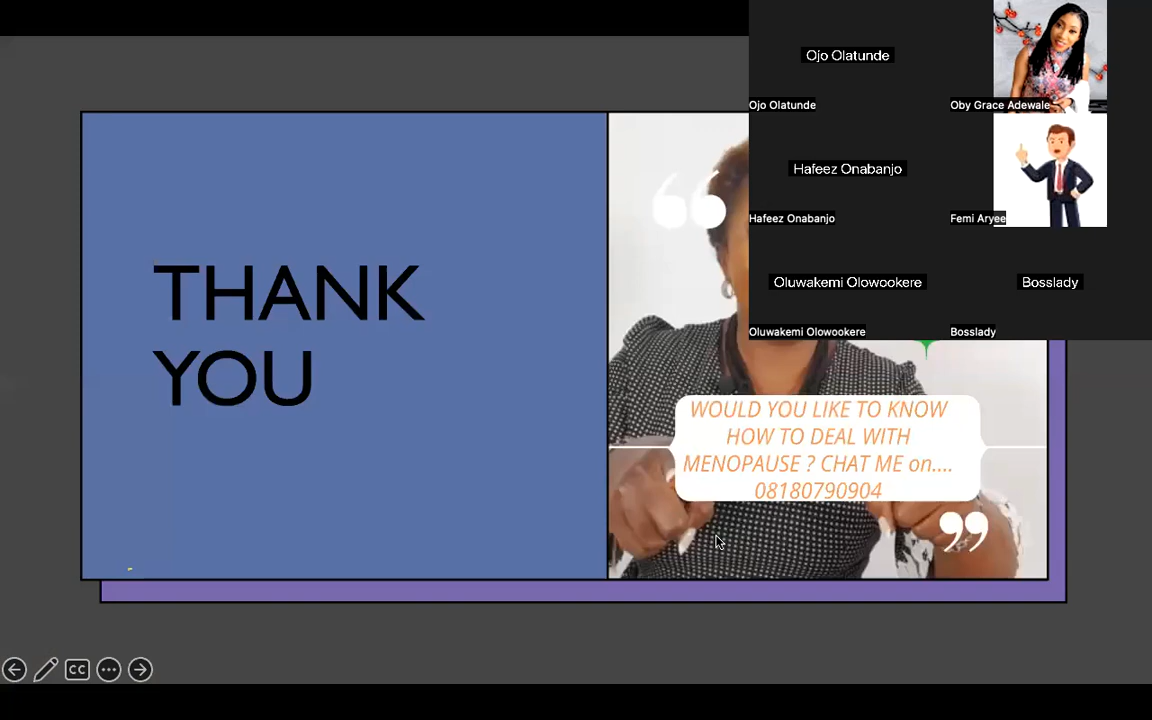 THANK
YOU
“
WOULD YOU LIKE TO KNOW
HOW TO DEAL WITH
MENOPAUSE ? CHAT ME on....
08180790904
”
Ojo Olatunde
Ojo Olatunde
Oby Grace Adewale
Hafeez Onabanjo
Hafeez Onabanjo
Femi Aryee
Oluwakemi Olowookere
Oluwakemi Olowookere
Bosslady
Bosslady
CC